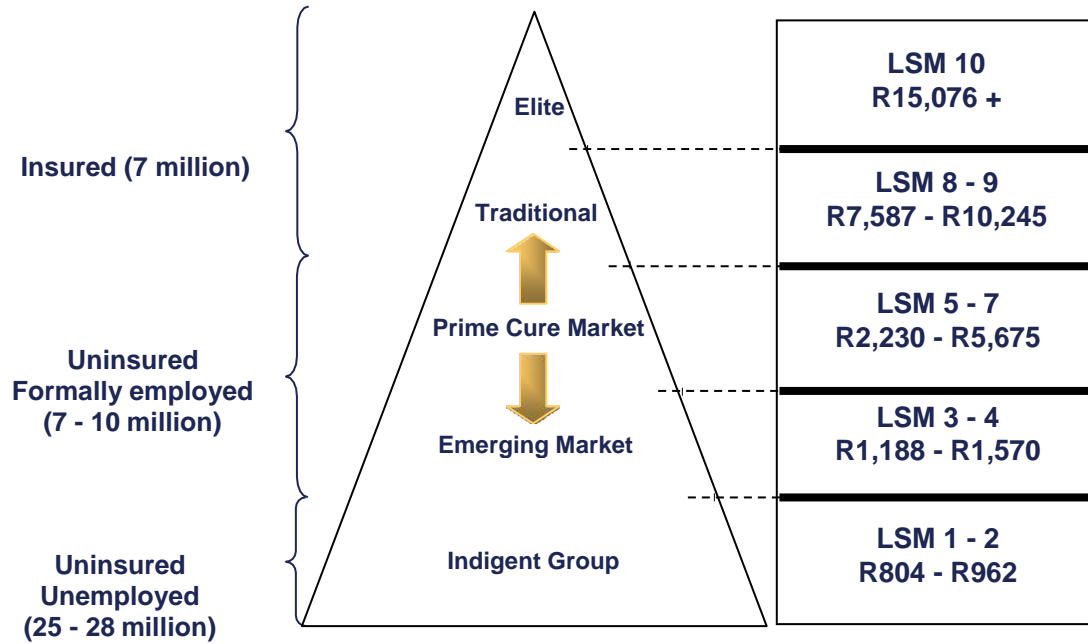 Insured (7 million)
Uninsured
Formally employed
(7 - 10 million)
Uninsured
Unemployed
(25 - 28 million)
Elite
Traditional
Prime Cure Market
Emerging Market
Indigent Group
LSM 10
R15,076 +
LSM 8 - 9
R7,587 - R10,245
LSM 5 - 7
R2,230 - R5,675
LSM 3 - 4
R1,188 - R1,570
LSM 1 - 2
R804 - R962